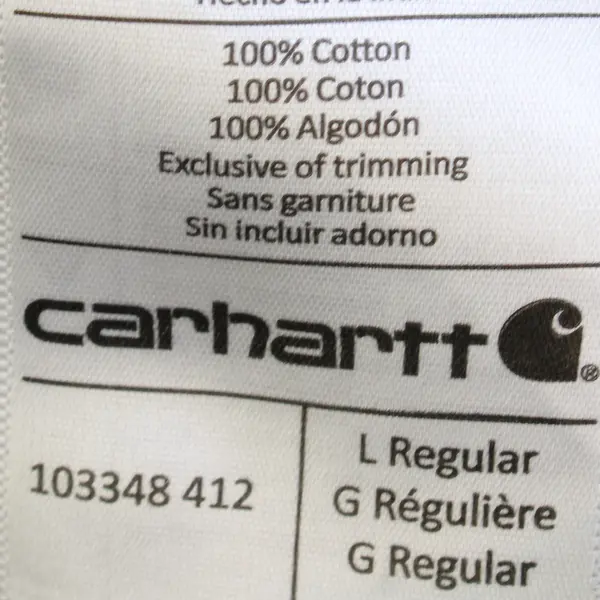 100% Cotton
100% Coton
100% Algodón
Exclusive of trimming
Sans garniture
Sin incluir adorno
carhartt ®
103348 412
L Regular
G Régulière
G Regular